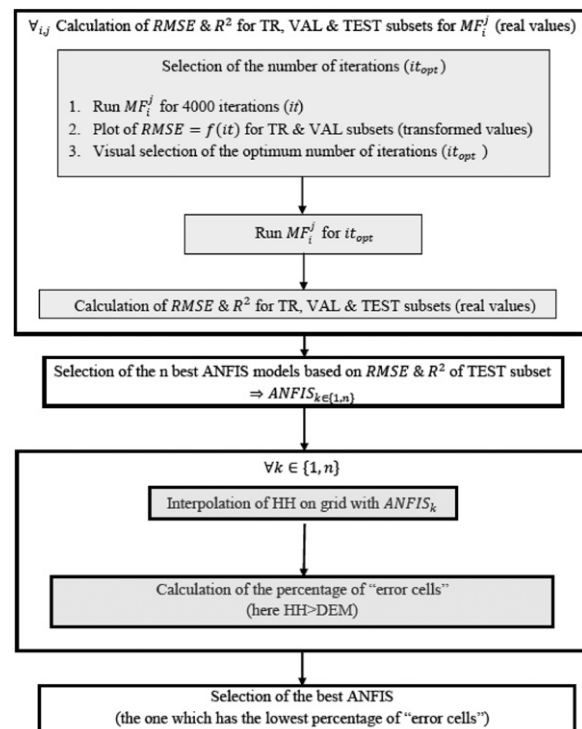 ∀i,j Calculation of RMSE & R² for TR, VAL & TEST subsets for MF_i^j (real values)
Selection of the number of iterations (it_opt)
1. Run MF_i^j for 4000 iterations (it)
2. Plot of RMSE = f(it) for TR & VAL subsets (transformed values)
3. Visual selection of the optimum number of iterations (it_opt )
Run MF_i^j for it_opt
Calculation of RMSE & R² for TR, VAL & TEST subsets (real values)
Selection of the n best ANFIS models based on RMSE & R² of TEST subset
⇒ ANFIS_k∈{1,n}
∀k ∈ {1, n}
Interpolation of HH on grid with ANFIS_k
Calculation of the percentage of “error cells”
(here HH>DEM)
Selection of the best ANFIS
(the one which has the lowest percentage of “error cells”)